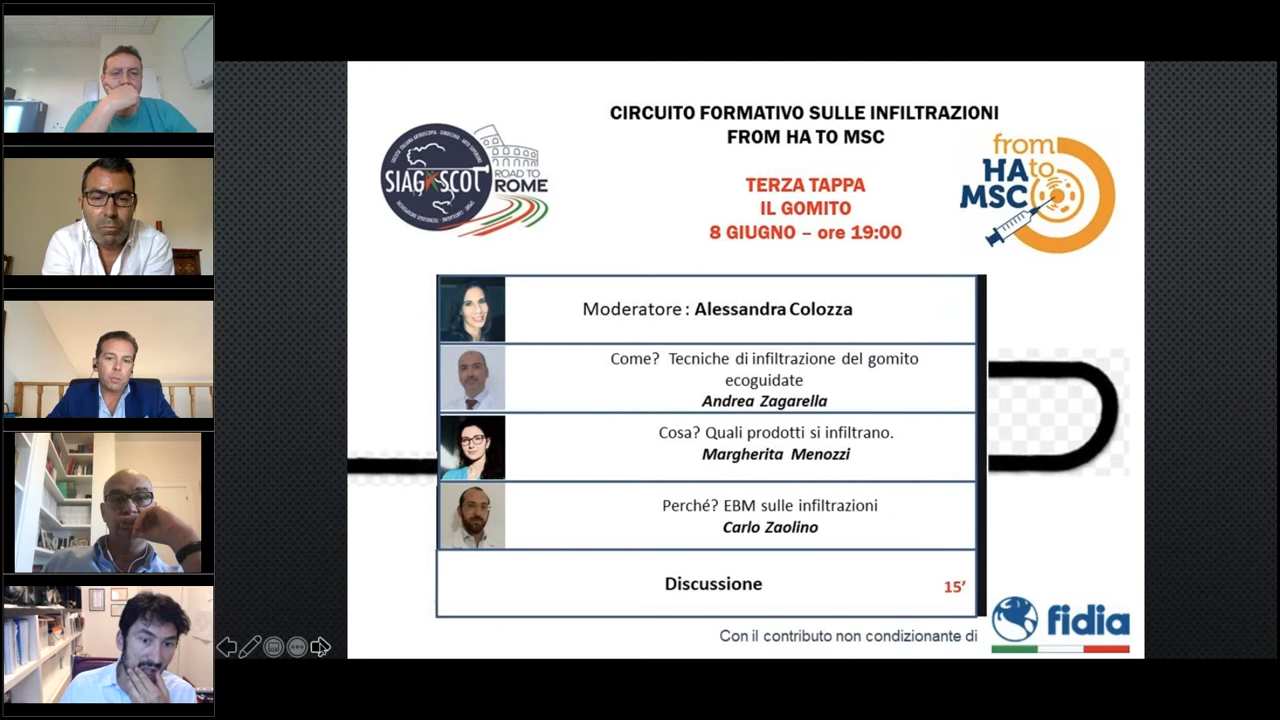 CIRCUITO FORMATIVO SULLE INFILTRAZIONI
FROM HA TO MSC
TERZA TAPPA
IL GOMITO
8 GIUGNO – ore 19:00
SIAGASCOT
ROAD TO
ROME
from
HA to
MSC
Moderatore : Alessandra Colozza
Come? Tecniche di infiltrazione del gomito
ecoguidate
Andrea Zagarella
Cosa? Quali prodotti si infiltrano.
Margherita Menozzi
Perché? EBM sulle infiltrazioni
Carlo Zaolino
Discussione
15’
Con il contributo non condizionante di
fidia